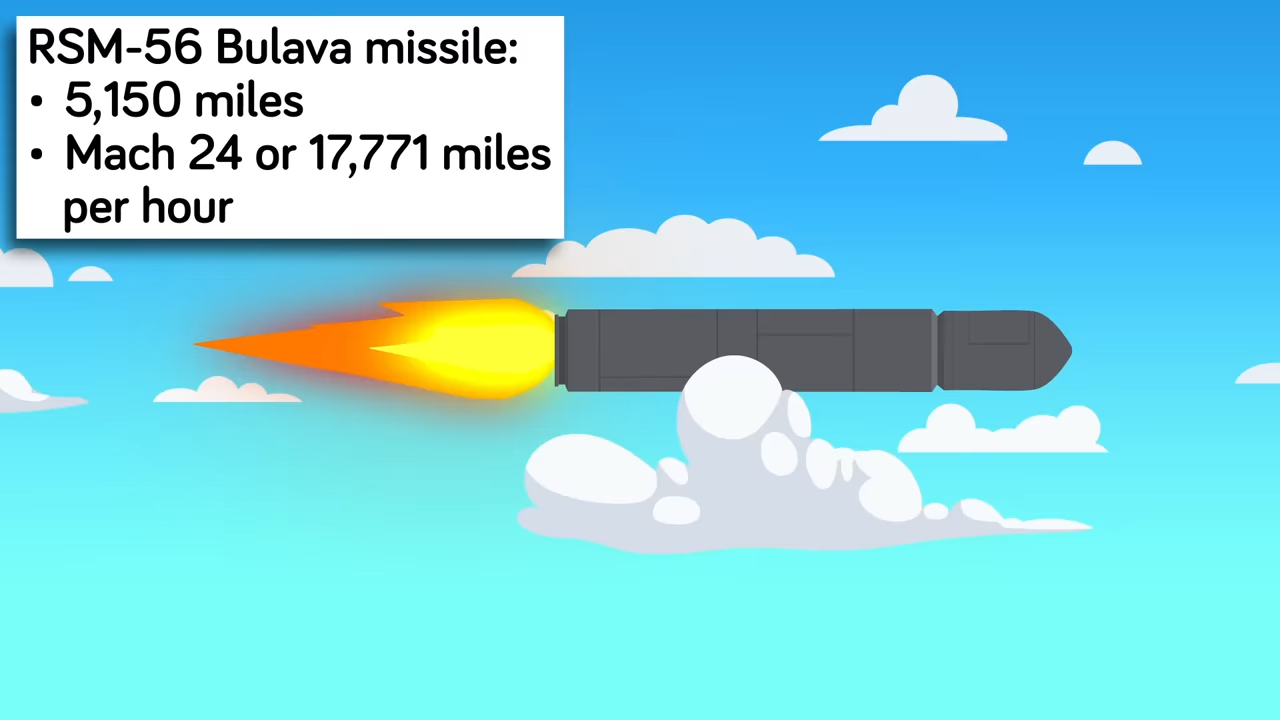 RSM-56 Bulava missile:
• 5,150 miles
• Mach 24 or 17,771 miles
per hour